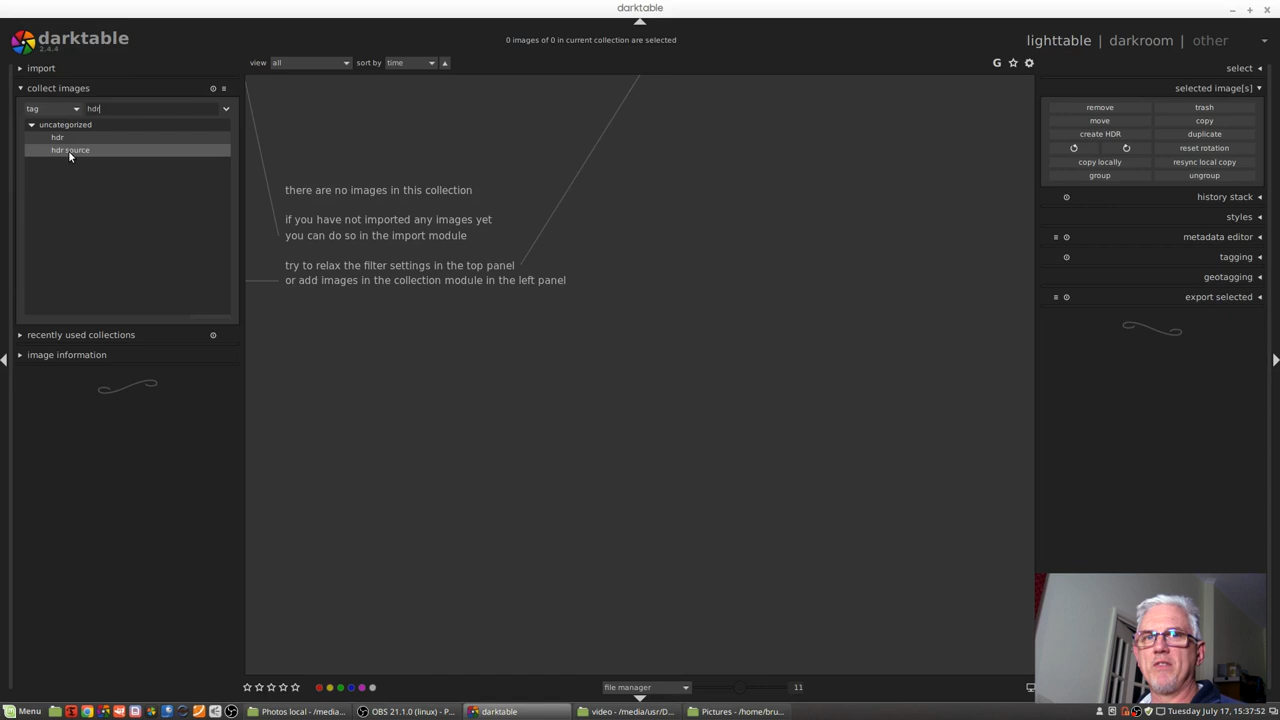 darktable
darktable
2.4.4
0 images of 0 in current collection are selected
lighttable | darkroom | other
import
collect images
tag
hdr
uncategorized
hdr
hdr source
recently used collections
image information
view
all
sort by
time
G
there are no images in this collection
if you have not imported any images yet
you can do so in the import module
try to relax the filter settings in the top panel
or add images in the collection module in the left panel
select
selected image[s]
remove
trash
move
copy
create HDR
duplicate
reset rotation
copy locally
resync local copy
group
ungroup
history stack
styles
metadata editor
tagging
geotagging
export selected
file manager
11
Menu
Photos local - /media...
OBS 21.1.0 (linux) - P...
darktable
video - /media/usr/D...
Pictures - /home/bru...
Tuesday July 17, 15:37:52